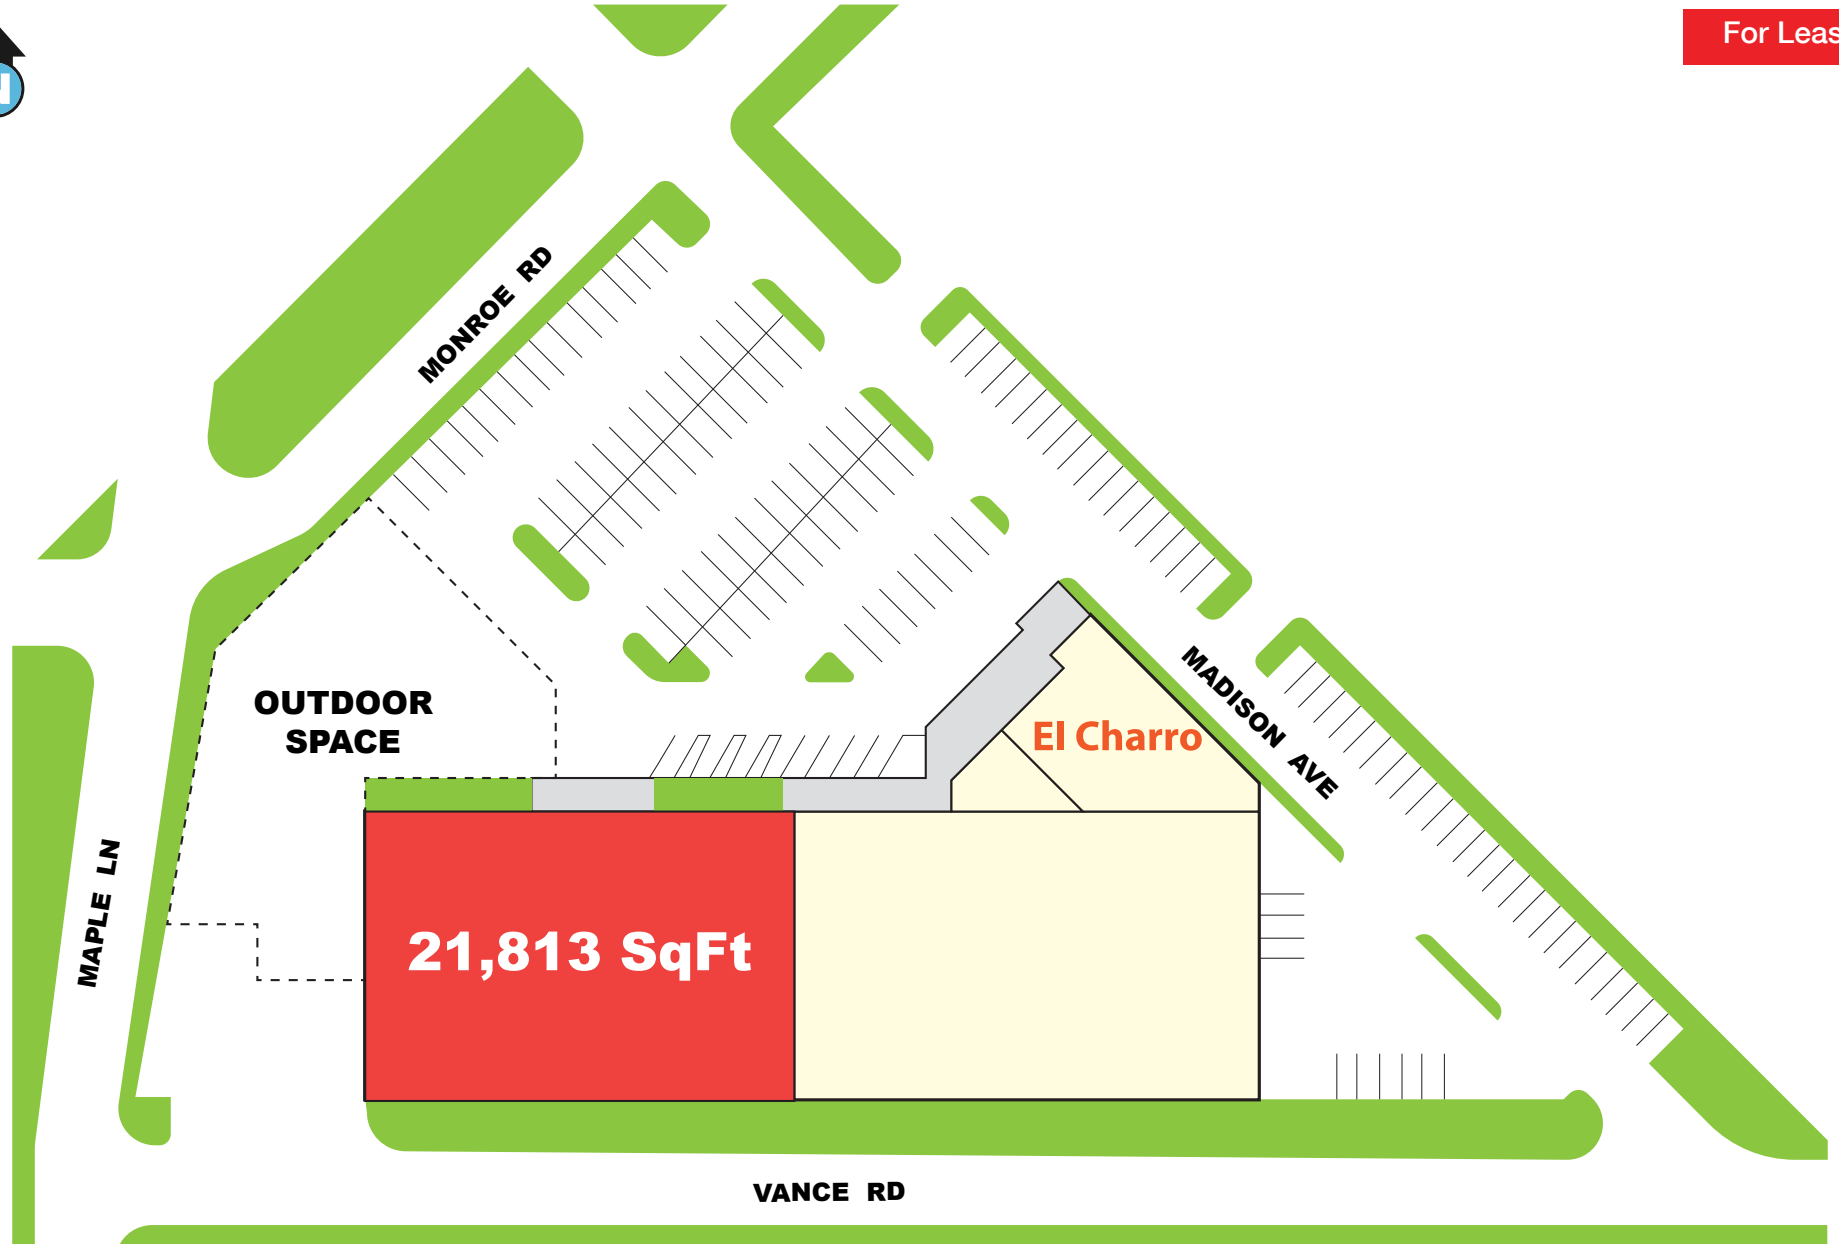 For Leas
N
MONROE RD
OUTDOOR
SPACE
El Charro
MADISON AVE
MAPLE LN
21,813 SqFt
VANCE RD